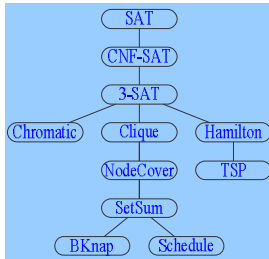 SAT
CNF-SAT
3-SAT
Chromatic Clique Hamilton
NodeCover TSP
SetSum
BKnap Schedule